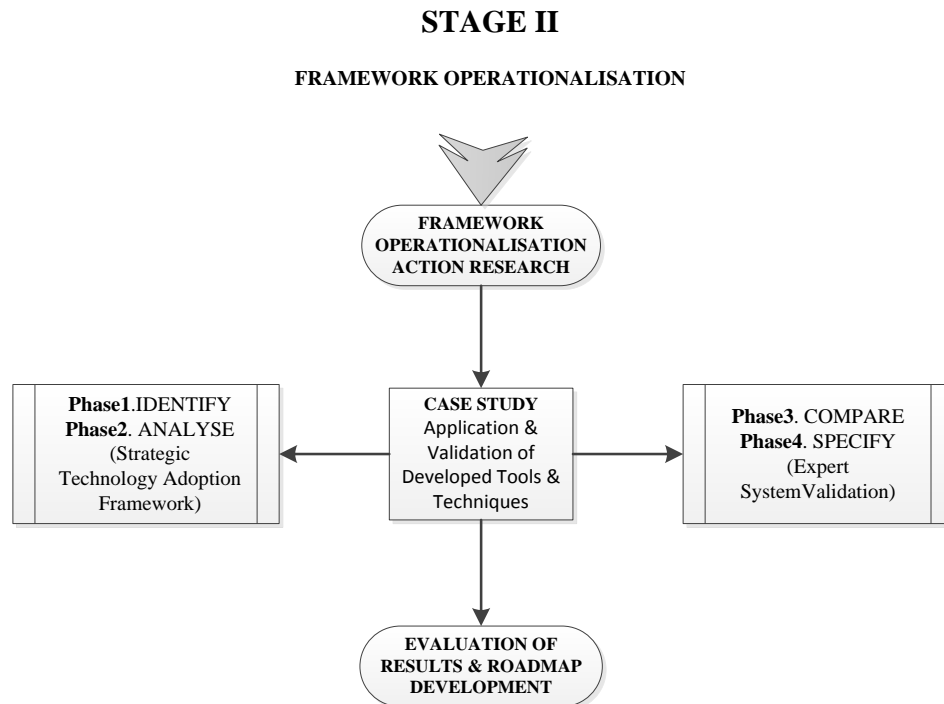 STAGE II
FRAMEWORK OPERATIONALISATION
FRAMEWORK
OPERATIONALISATION
ACTION RESEARCH
Phase1.IDENTIFY
Phase2. ANALYSE
(Strategic
Technology Adoption
Framework)
CASE STUDY
Application &
Validation of
Developed Tools &
Techniques
Phase3. COMPARE
Phase4. SPECIFY
(Expert
SystemValidation)
EVALUATION OF
RESULTS & ROADMAP
DEVELOPMENT